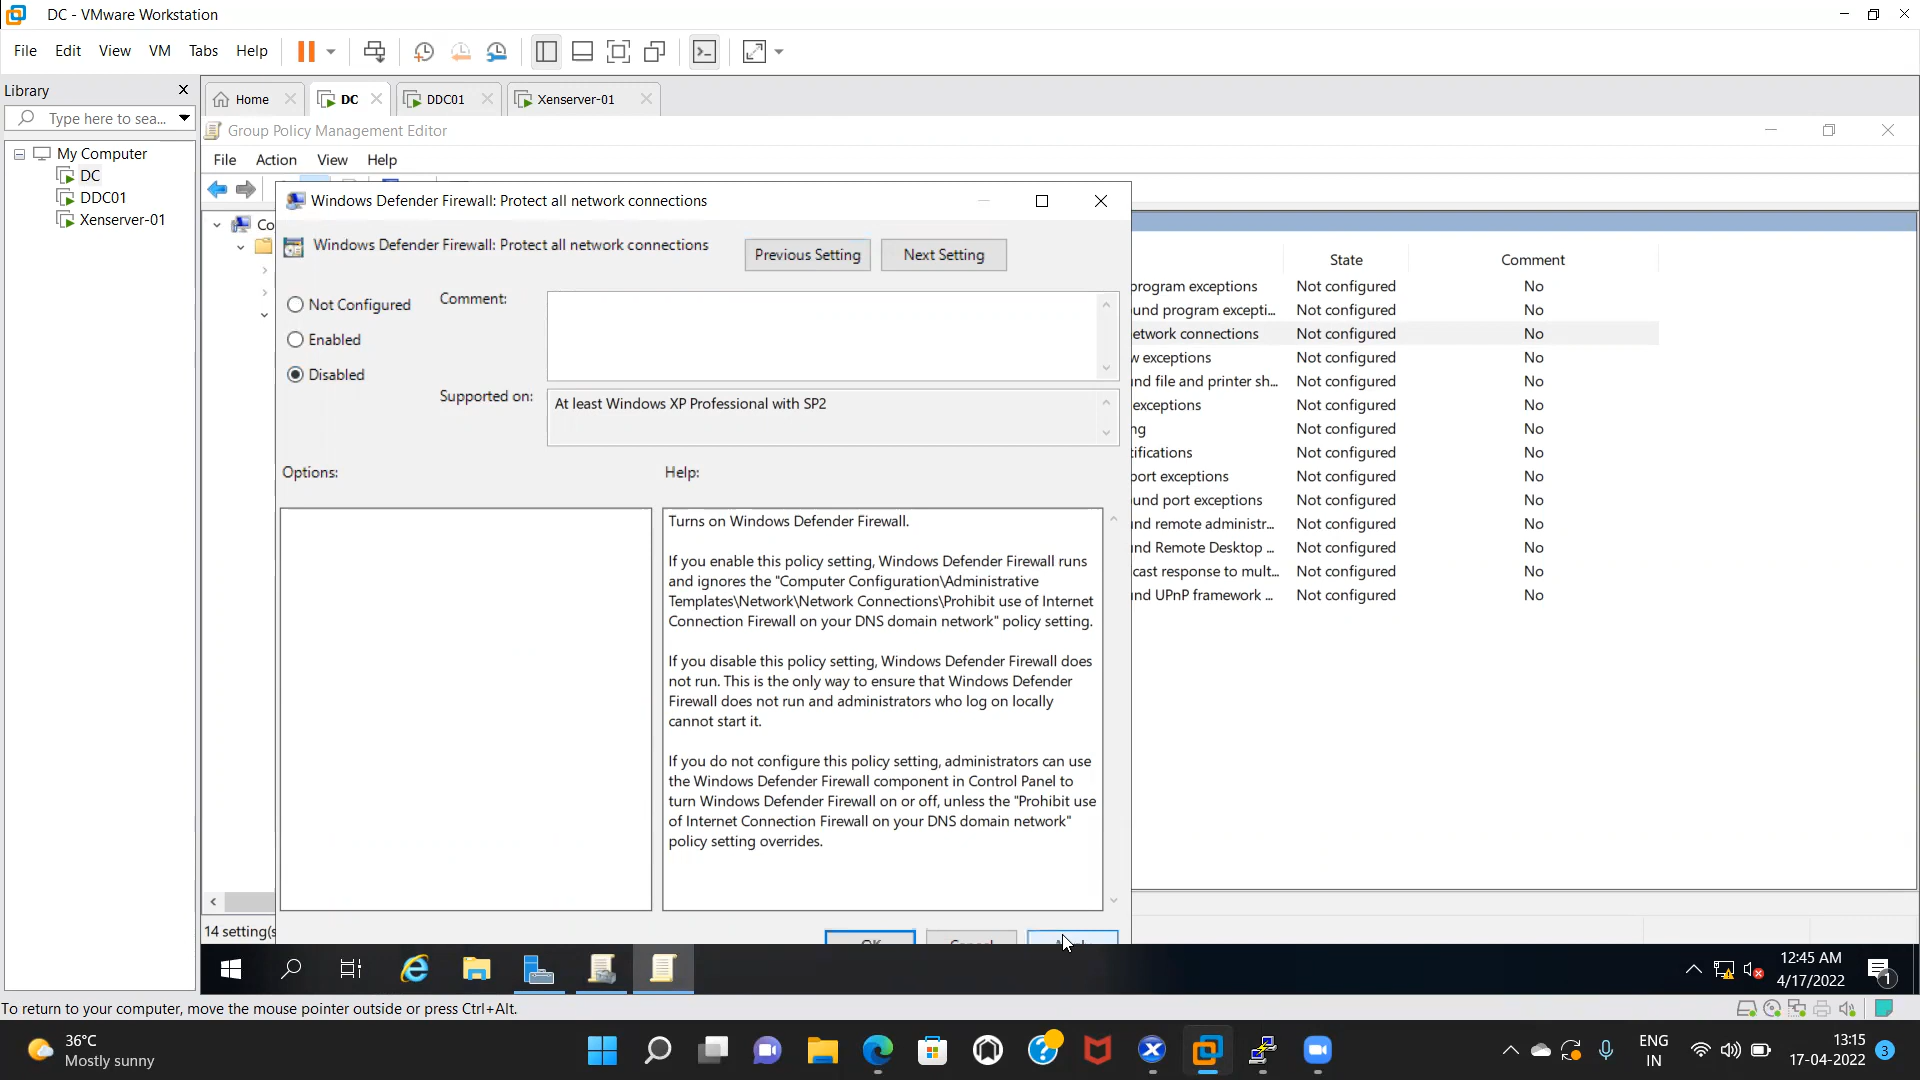 DC - VMware Workstation
File Edit View VM Tabs Help
Library
Home DC DDC01 Xenserver-01
Type here to sea...
Group Policy Management Editor
My Computer
DC
DDC01
Xenserver-01
File Action View Help
Windows Defender Firewall: Protect all network connections
Windows Defender Firewall: Protect all network connections
Previous Setting Next Setting
Not Configured
Enabled
Disabled
Comment:
Supported on:
At least Windows XP Professional with SP2
Options:
Help:
Turns on Windows Defender Firewall.
If you enable this policy setting, Windows Defender Firewall runs
and ignores the "Computer Configuration\Administrative
Templates\Network\Network Connections\Prohibit use of Internet
Connection Firewall on your DNS domain network" policy setting.
If you disable this policy setting, Windows Defender Firewall does
not run. This is the only way to ensure that Windows Defender
Firewall does not run and administrators who log on locally
cannot start it.
If you do not configure this policy setting, administrators can use
the Windows Defender Firewall component in Control Panel to
turn Windows Defender Firewall on or off, unless the "Prohibit use
of Internet Connection Firewall on your DNS domain network"
policy setting overrides.
State Comment
program exceptions Not configured No
und program excepti... Not configured No
etwork connections Not configured No
w exceptions Not configured No
nd file and printer sh... Not configured No
exceptions Not configured No
ng Not configured No
ifications Not configured No
port exceptions Not configured No
und port exceptions Not configured No
nd remote administr... Not configured No
nd Remote Desktop ... Not configured No
cast response to mult... Not configured No
nd UPnP framework ... Not configured No
14 setting(s
12:45 AM
4/17/2022
1
To return to your computer, move the mouse pointer outside or press Ctrl+Alt.
36°C
Mostly sunny
ENG
IN
13:15
17-04-2022
3